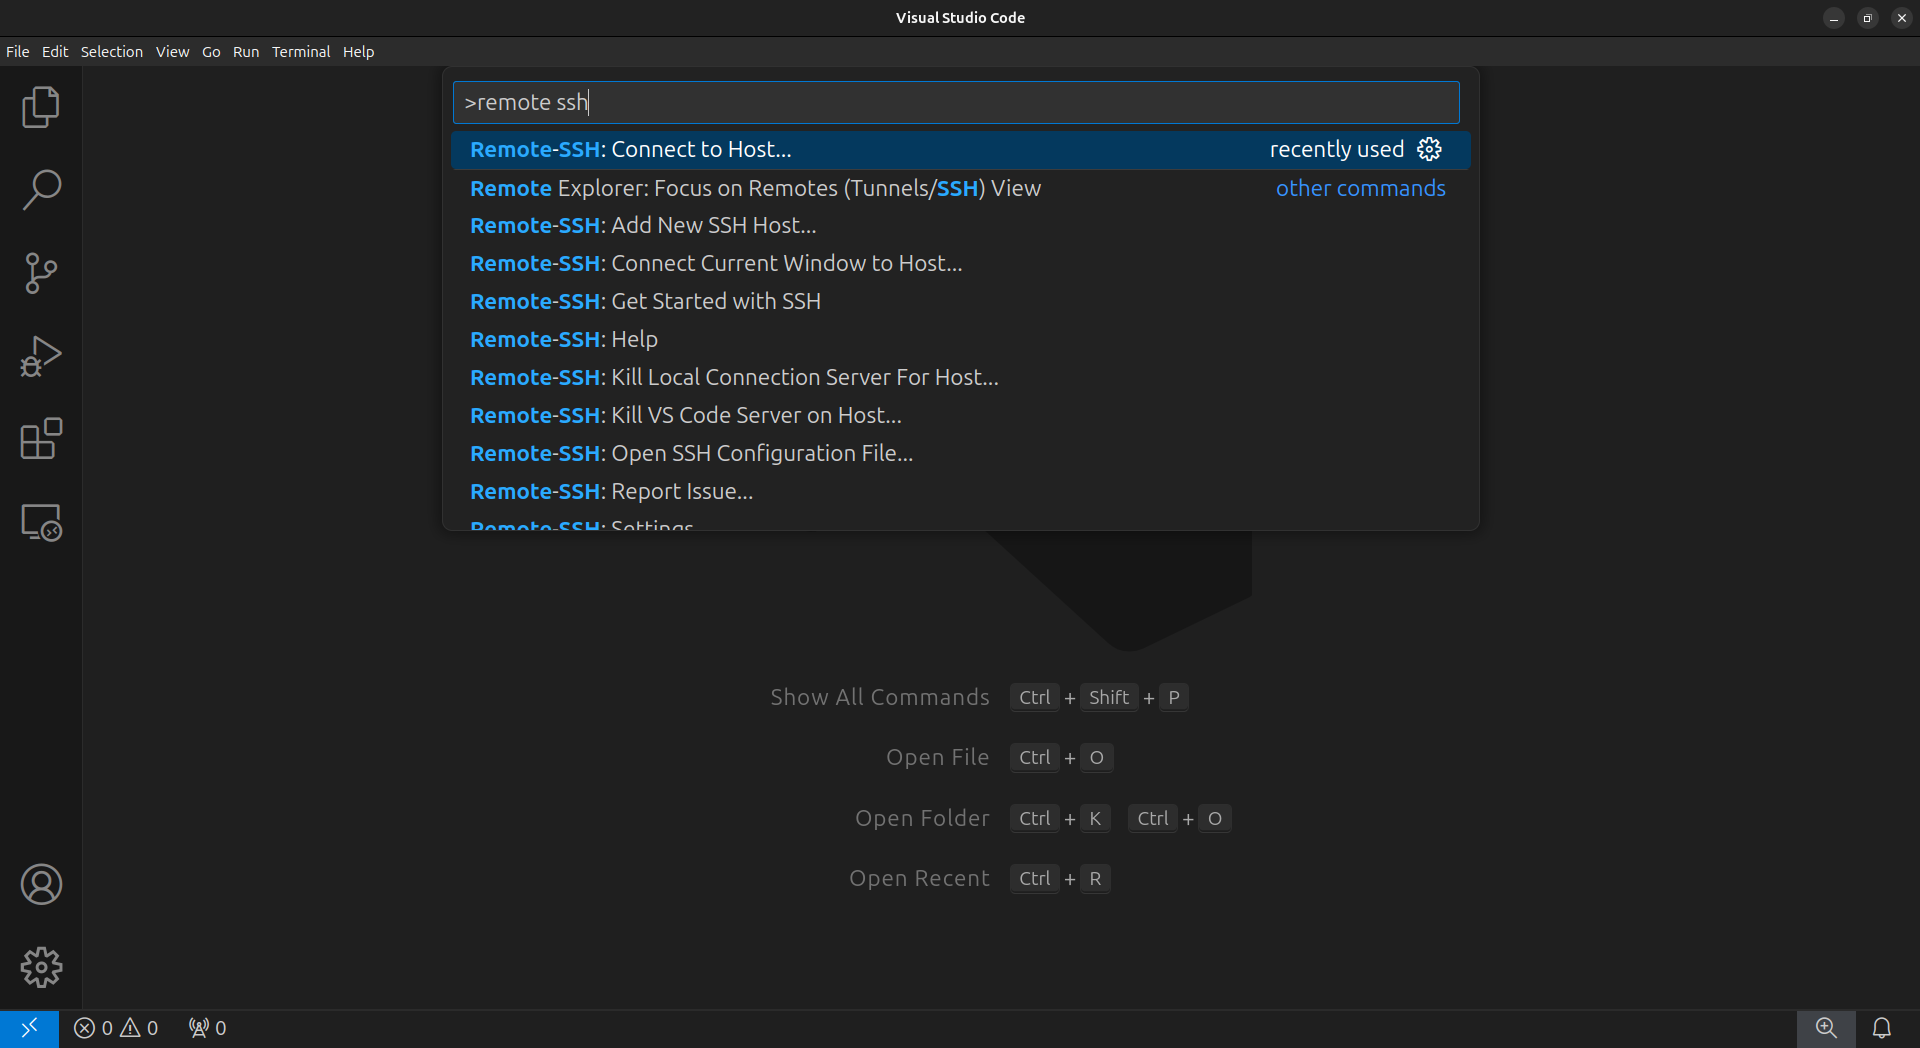 Visual Studio Code
File Edit Selection View Go Run Terminal Help
>remote ssh
Remote-SSH: Connect to Host... recently used
Remote Explorer: Focus on Remotes (Tunnels/SSH) View other commands
Remote-SSH: Add New SSH Host...
Remote-SSH: Connect Current Window to Host...
Remote-SSH: Get Started with SSH
Remote-SSH: Help
Remote-SSH: Kill Local Connection Server For Host...
Remote-SSH: Kill VS Code Server on Host...
Remote-SSH: Open SSH Configuration File...
Remote-SSH: Report Issue...
Remote-SSH: Settings
Show All Commands Ctrl + Shift + P
Open File Ctrl + O
Open Folder Ctrl + K Ctrl + O
Open Recent Ctrl + R
0 0 0